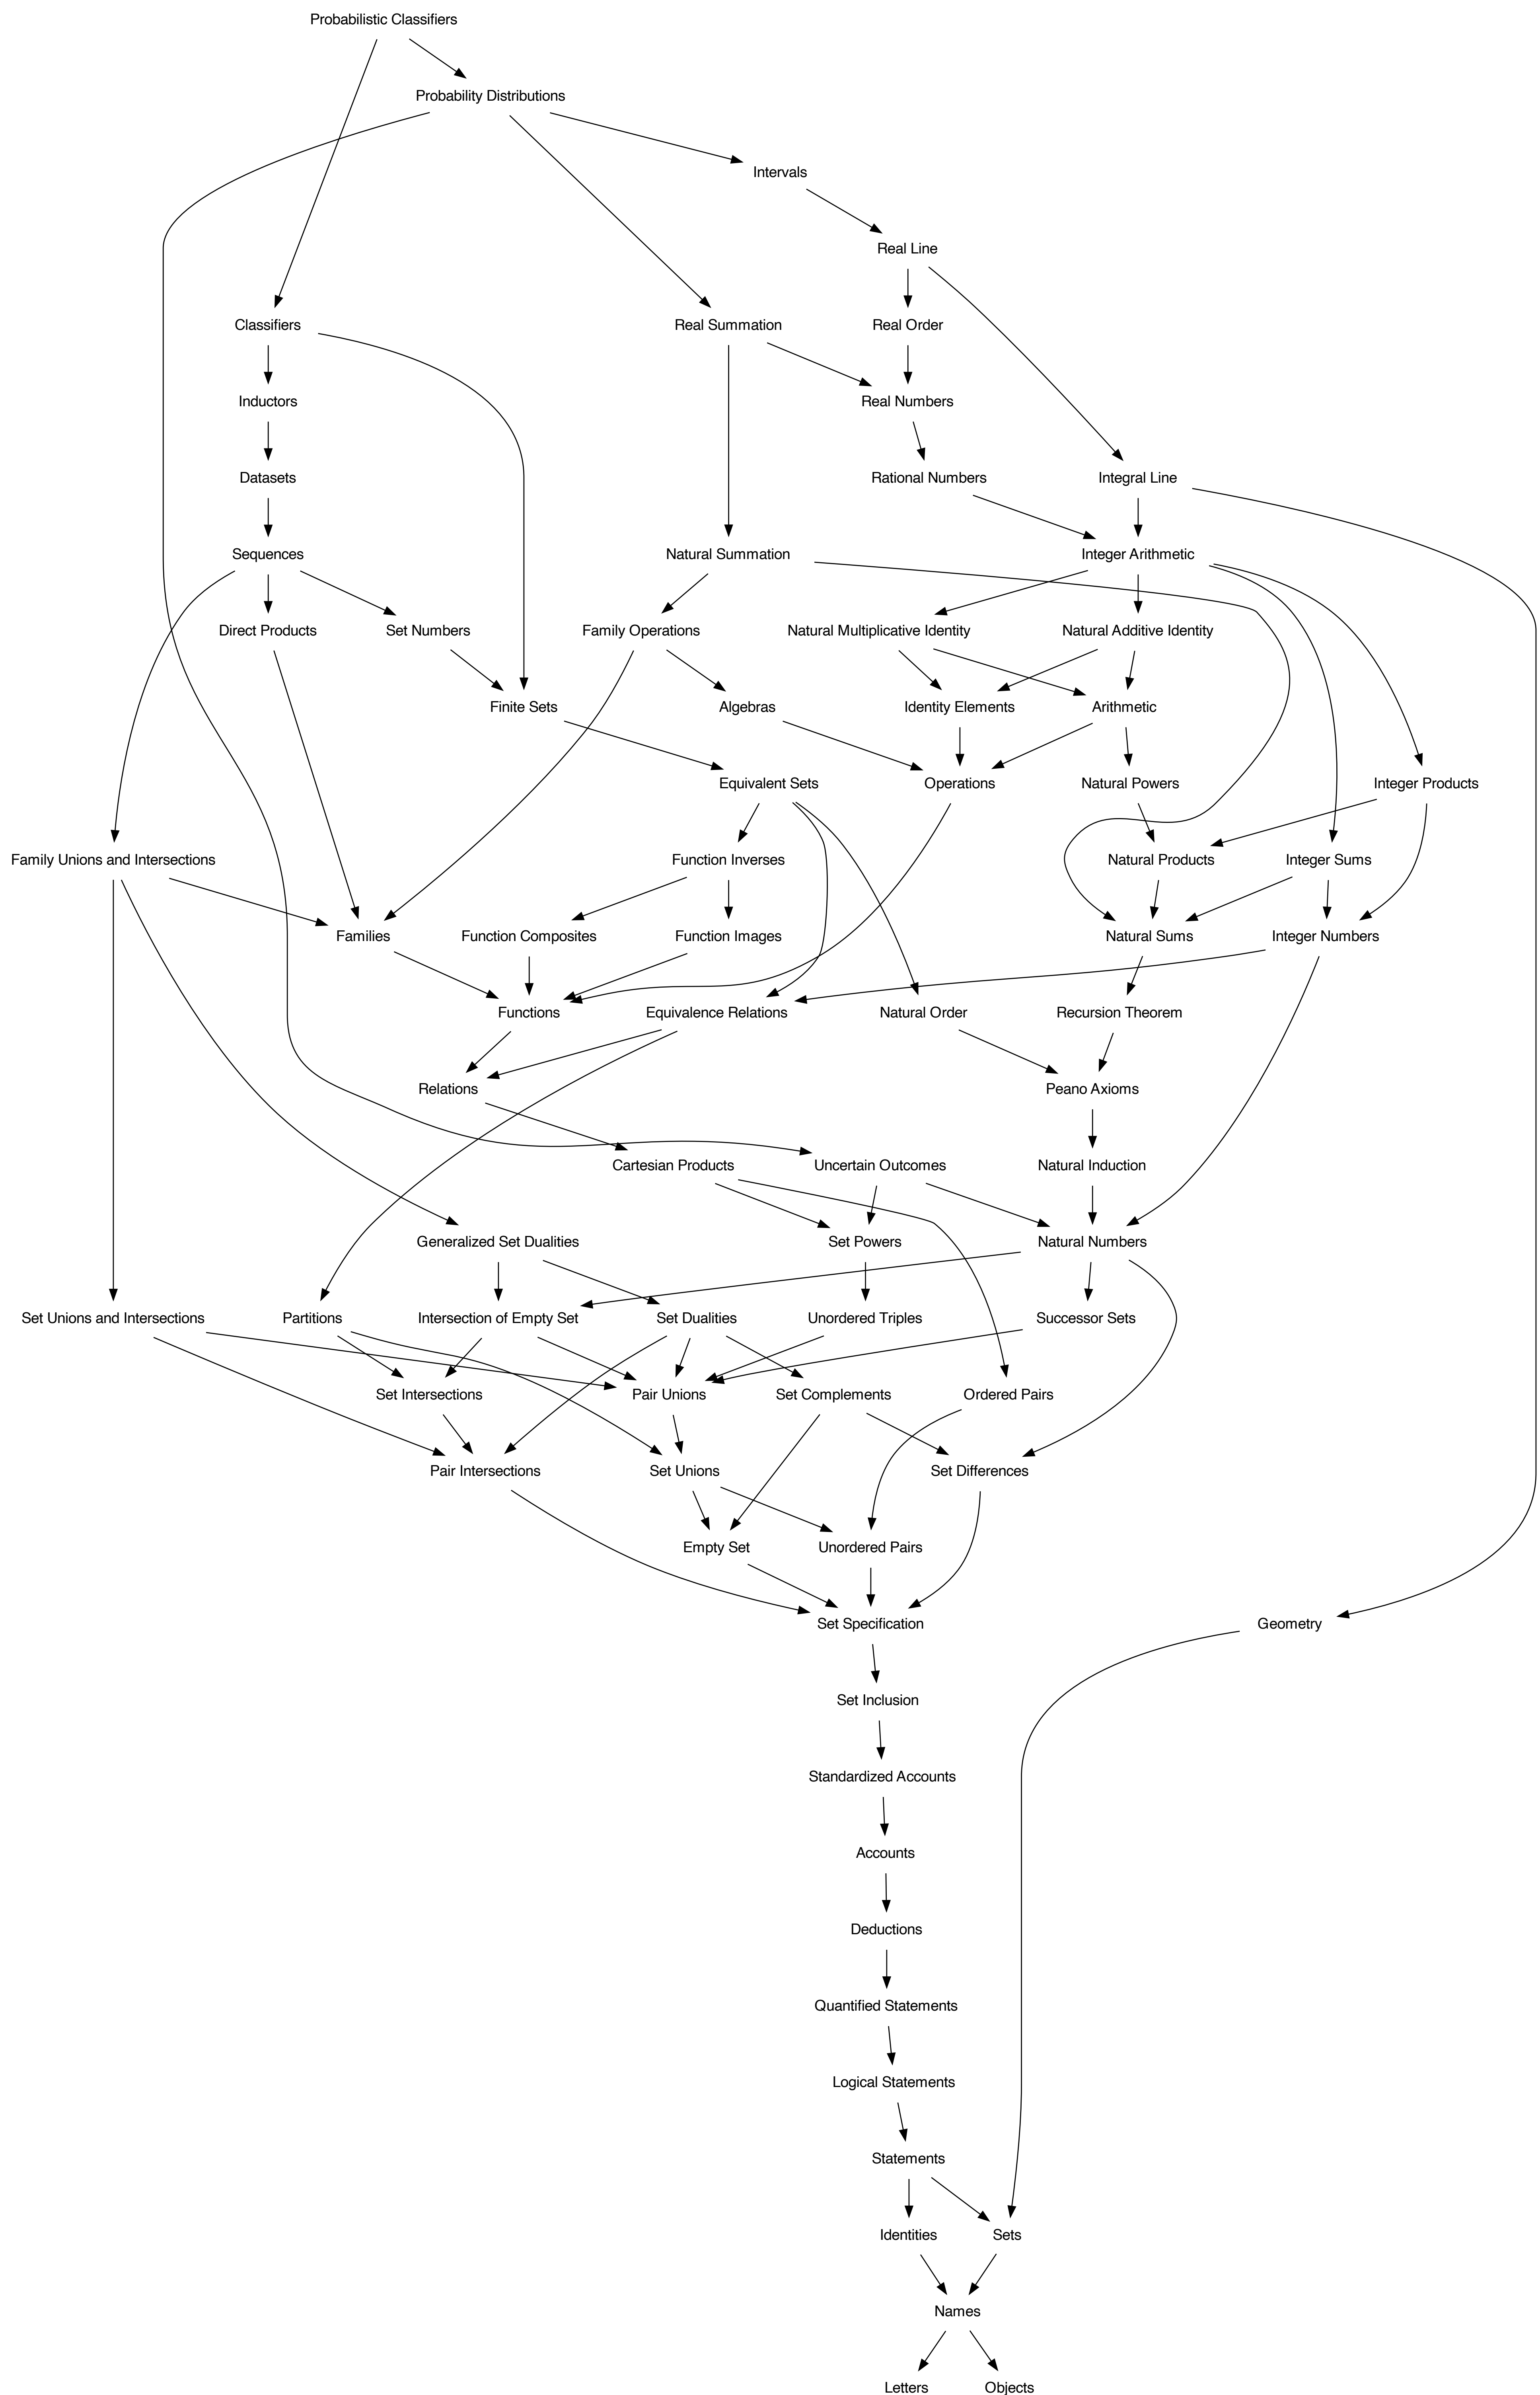 Probabilistic Classifiers
Probability Distributions
Intervals
Real Line
Classifiers
Real Summation
Real Order
Inductors
Real Numbers
Datasets
Rational Numbers
Integral Line
Sequences
Natural Summation
Integer Arithmetic
Direct Products
Set Numbers
Family Operations
Natural Multiplicative Identity
Natural Additive Identity
Finite Sets
Algebras
Identity Elements
Arithmetic
Equivalent Sets
Operations
Natural Powers
Integer Products
Family Unions and Intersections
Function Inverses
Natural Products
Integer Sums
Families
Function Composites
Function Images
Natural Sums
Integer Numbers
Functions
Equivalence Relations
Natural Order
Recursion Theorem
Relations
Peano Axioms
Cartesian Products
Uncertain Outcomes
Natural Induction
Generalized Set Dualities
Set Powers
Natural Numbers
Set Unions and Intersections
Partitions
Intersection of Empty Set
Set Dualities
Unordered Triples
Successor Sets
Set Intersections
Pair Unions
Set Complements
Ordered Pairs
Pair Intersections
Set Unions
Set Differences
Empty Set
Unordered Pairs
Set Specification
Geometry
Set Inclusion
Standardized Accounts
Accounts
Deductions
Quantified Statements
Logical Statements
Statements
Identities
Sets
Names
Letters
Objects